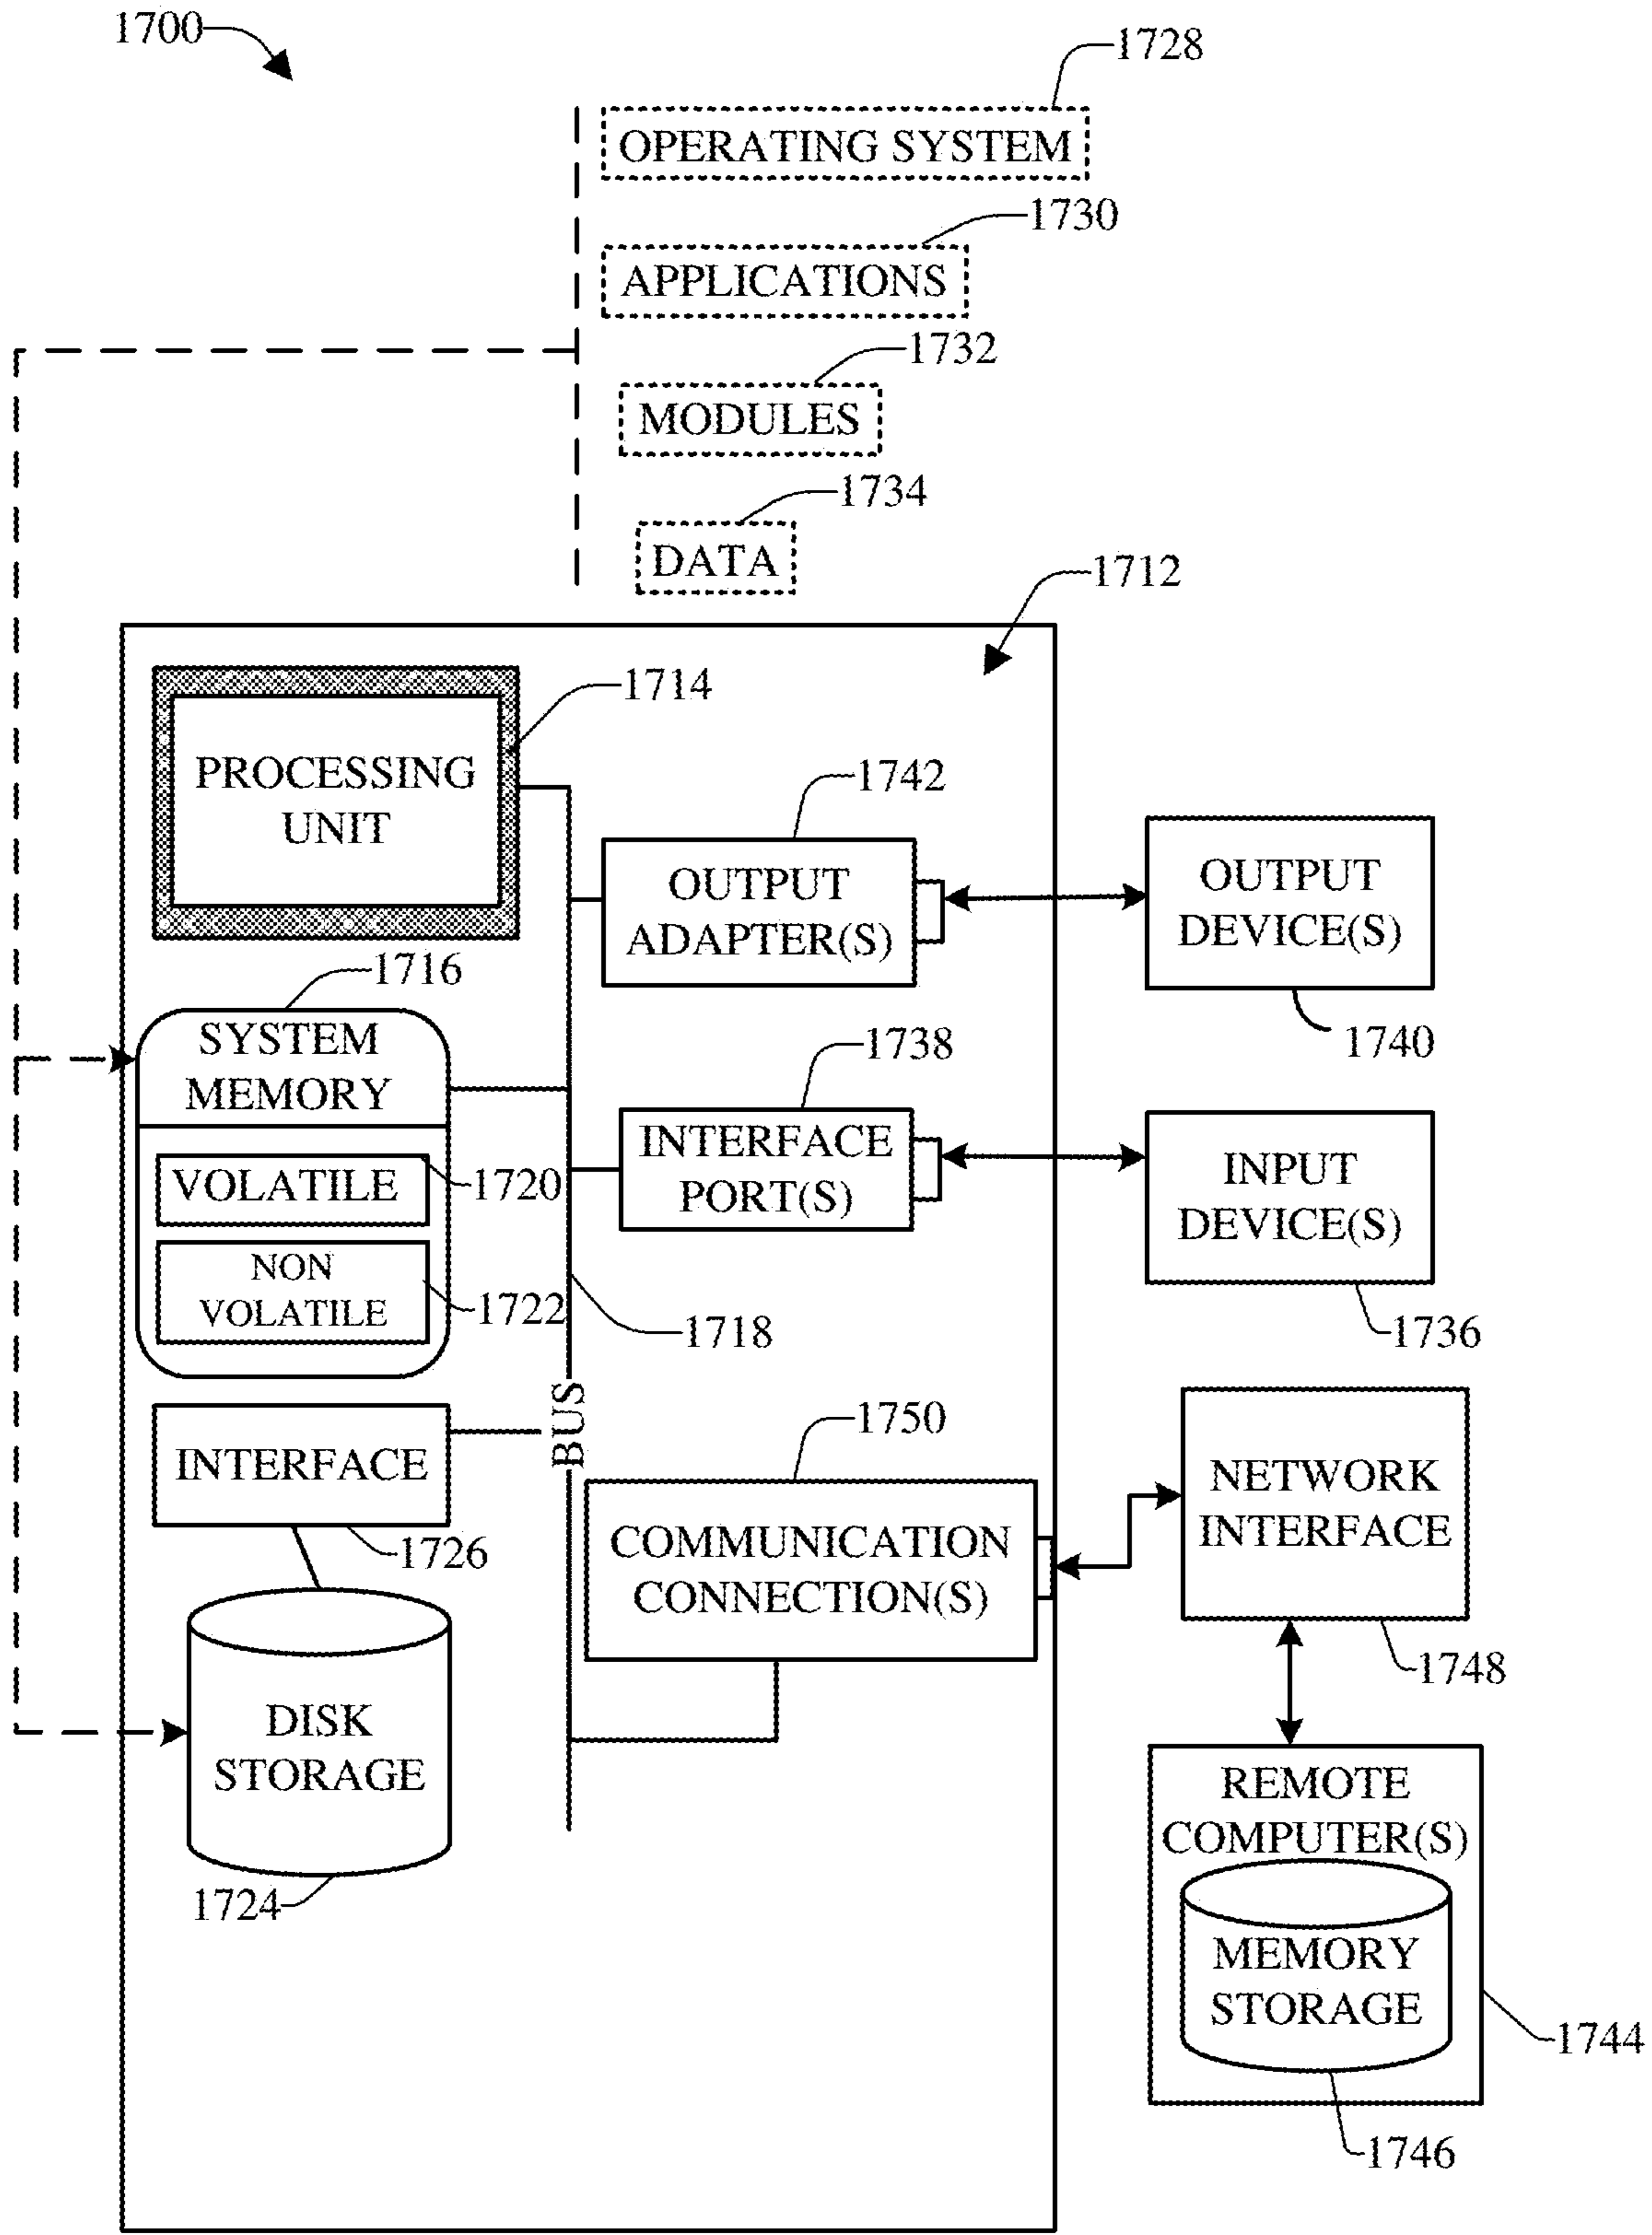 1700
1728
OPERATING SYSTEM
1730
APPLICATIONS
1732
MODULES
1734
DATA
1712
1714
PROCESSING
UNIT
1742
OUTPUT
ADAPTER(S)
OUTPUT
DEVICE(S)
1740
1716
SYSTEM
MEMORY
VOLATILE
1720
NON
VOLATILE
1722
1738
INTERFACE
PORT(S)
INPUT
DEVICE(S)
1736
1718
BUS
INTERFACE
1726
1750
COMMUNICATION
CONNECTION(S)
NETWORK
INTERFACE
1748
DISK
STORAGE
1724
REMOTE
COMPUTER(S)
MEMORY
STORAGE
1744
1746